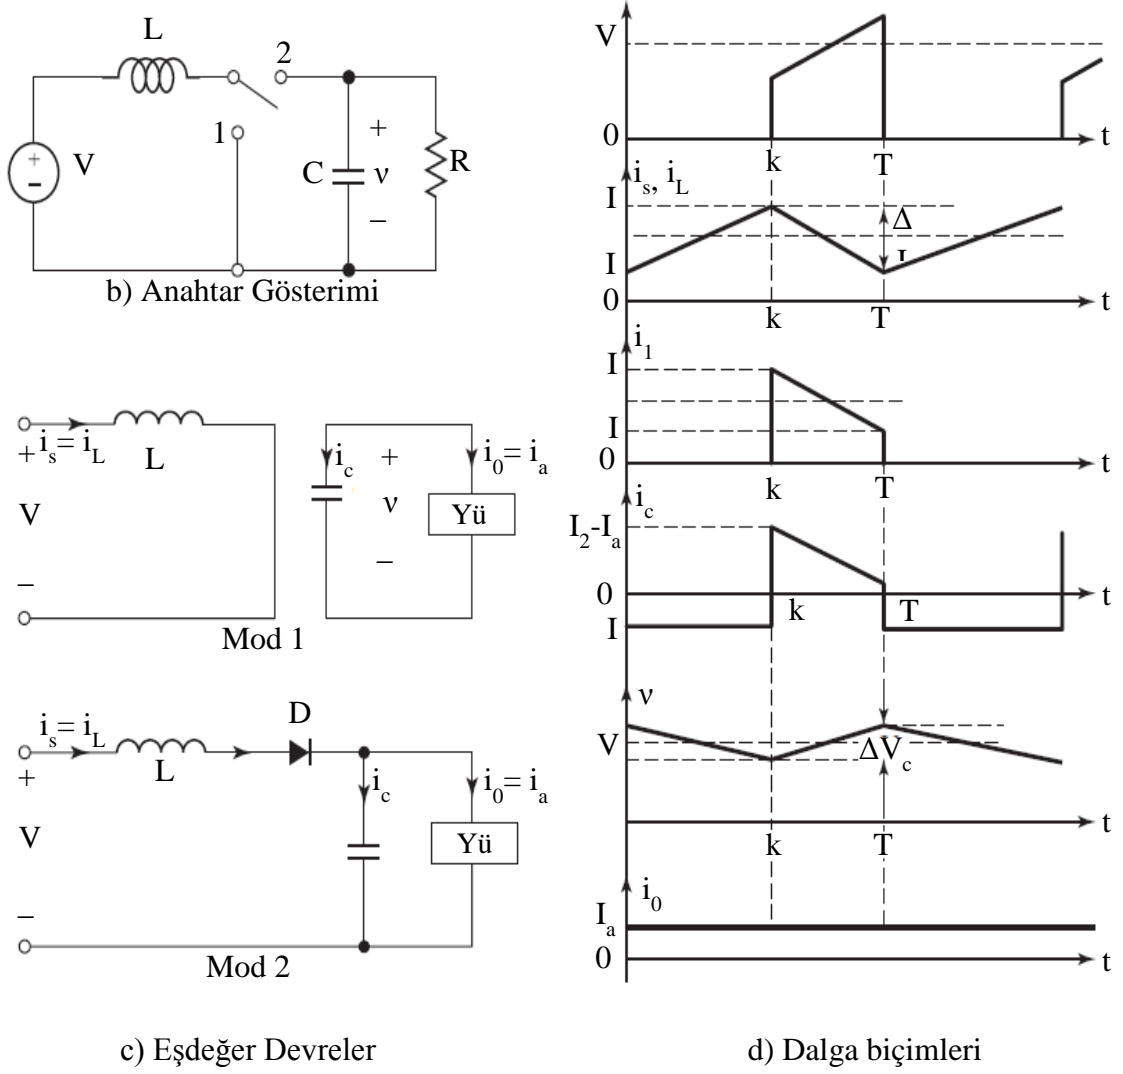 L
2
1
V
C
+
ν
−
R
b) Anahtar Gösterimi
i_s= i_L
+
L
V
−
i_c
+
ν
−
i_0= i_a
Yü
Mod 1
i_s= i_L
+
L
D
V
−
i_c
i_0= i_a
Yü
Mod 2
c) Eşdeğer Devreler
V
0
k
T
t
i_s, i_L
I
Δ
I
0
k
T
t
i_1
I
I
0
k
T
t
i_c
I_2-I_a
0
k
T
t
I
ν
V
ΔV_c
k
T
t
i_0
I_a
0
t
d) Dalga biçimleri